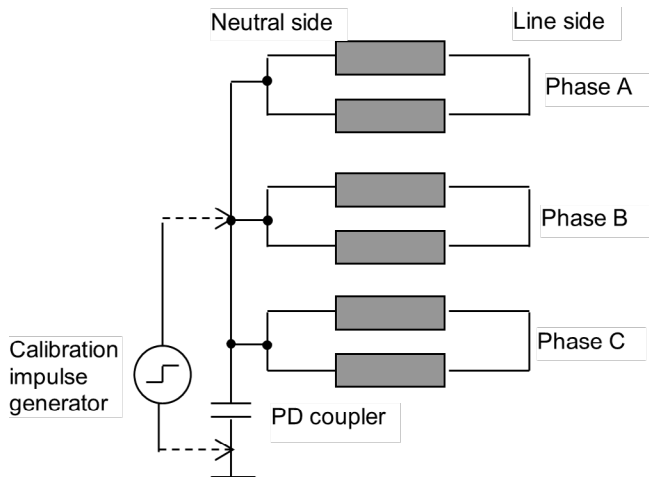 Neutral side
Line side
Phase A
Phase B
Phase C
Calibration
impulse
generator
PD coupler